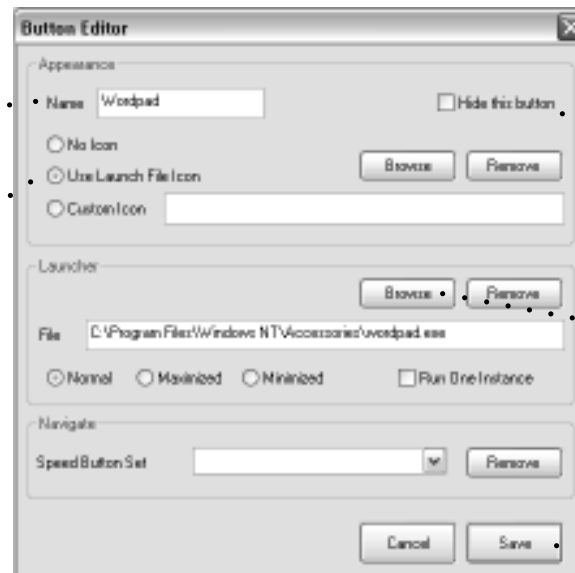 Button Editor
Appearance
Name Wordpad Hide this button
No Icon
Use Launch File Icon Browse Remove
Custom Icon
Launcher
Browse Remove
File C:\Program Files\Windows NT\Accessories\wordpad.exe
Normal Maximized Minimized Run One Instance
Navigate
Speed Button Set Remove
Cancel Save